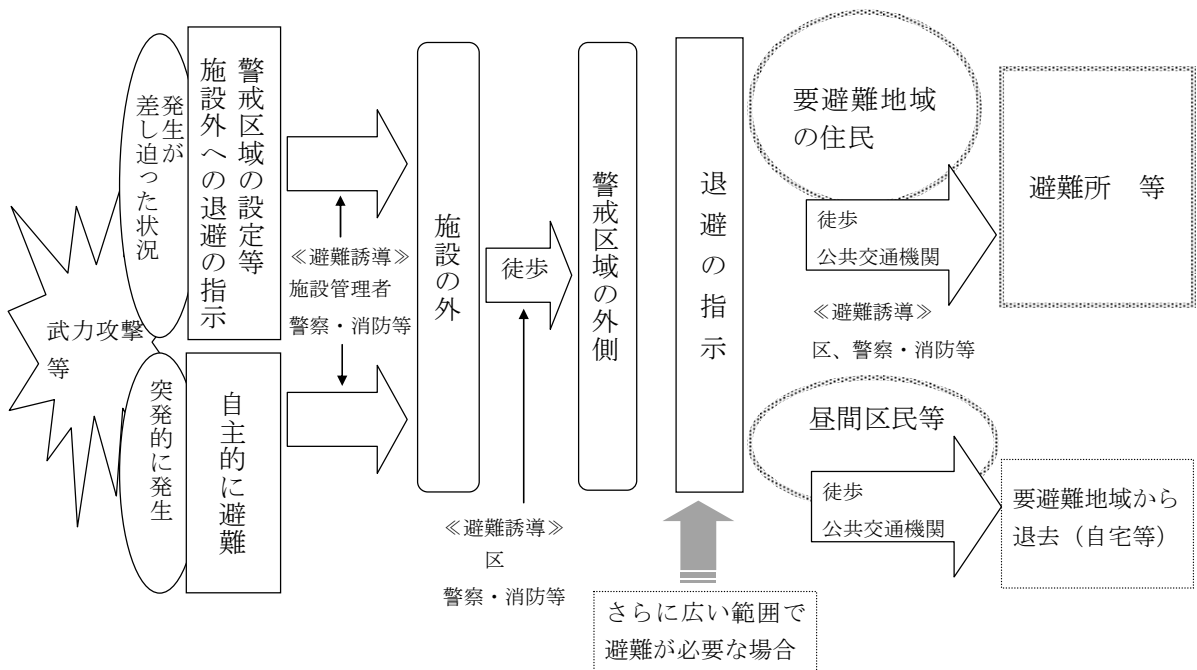 武力攻撃
等
発生が
差し迫った状況
警戒区域の設定等
施設外への退避の指示
突発的に発生
自主的に避難
≪避難誘導≫
施設管理者
警察・消防等
施設の外
徒歩
≪避難誘導≫
区
警察・消防等
警戒区域の外側
退避の指示
さらに広い範囲で
避難が必要な場合
要避難地域
の住民
徒歩
公共交通機関
≪避難誘導≫
区、警察・消防等
避難所　等
昼間区民等
徒歩
公共交通機関
要避難地域から
退去（自宅等）